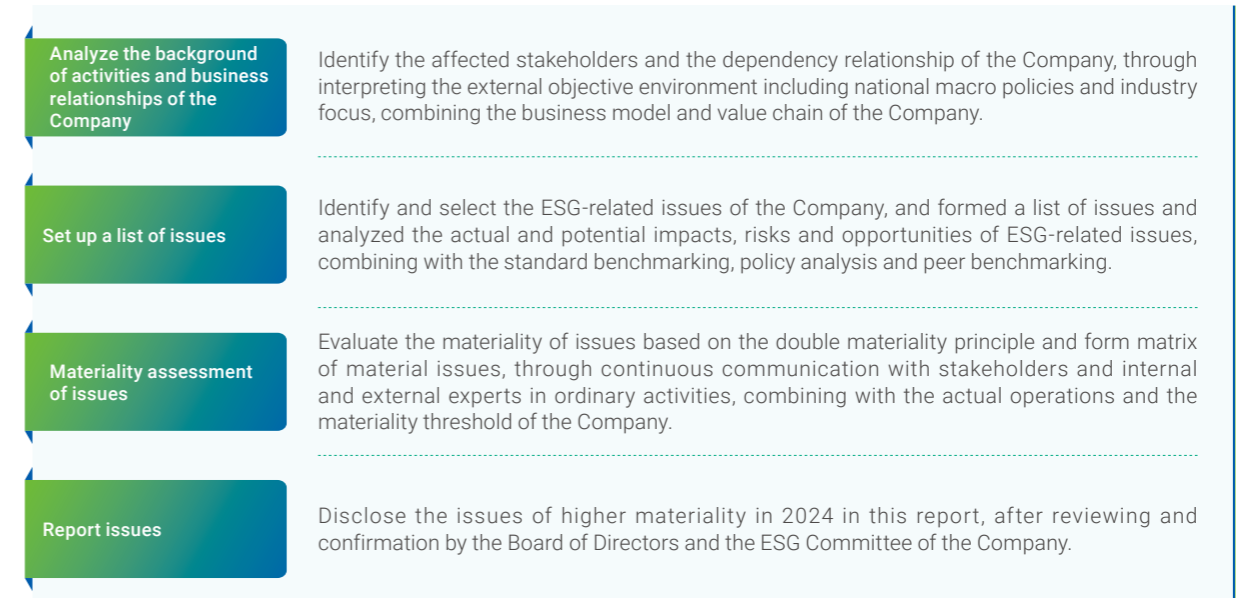 Analyze the background
of activities and business
relationships of the
Company
Identify the affected stakeholders and the dependency relationship of the Company, through
interpreting the external objective environment including national macro policies and industry
focus, combining the business model and value chain of the Company.
Set up a list of issues
Identify and select the ESG-related issues of the Company, and formed a list of issues and
analyzed the actual and potential impacts, risks and opportunities of ESG-related issues,
combining with the standard benchmarking, policy analysis and peer benchmarking.
Materiality assessment
of issues
Evaluate the materiality of issues based on the double materiality principle and form matrix
of material issues, through continuous communication with stakeholders and internal
and external experts in ordinary activities, combining with the actual operations and the
materiality threshold of the Company.
Report issues
Disclose the issues of higher materiality in 2024 in this report, after reviewing and
confirmation by the Board of Directors and the ESG Committee of the Company.